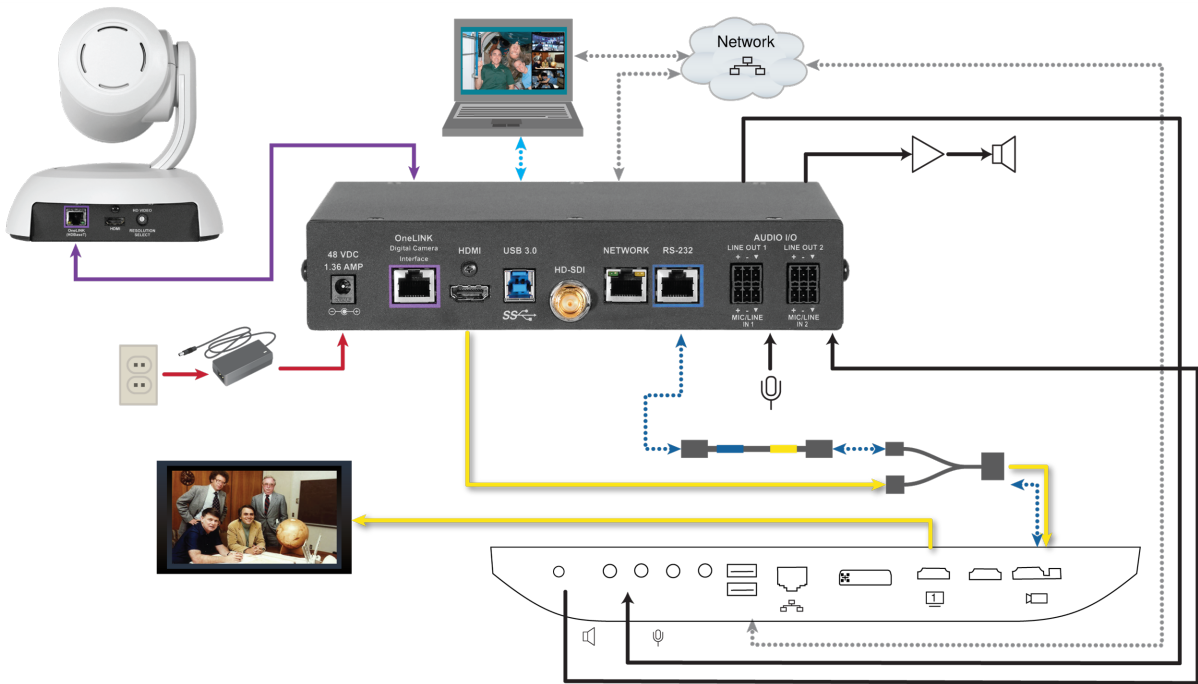 Network
HD VIDEO
OneLINK
(HDBaseT)
HDMI
RESOLUTION
SELECT
48 VDC
1.36 AMP
OneLINK
Digital Camera
Interface
HDMI
USB 3.0
HD-SDI
NETWORK
RS-232
AUDIO I/O
LINE OUT 1
LINE OUT 2
+ - ▼
+ - ▼
SS
+ - ▼
+ - ▼
MIC/LINE
IN 1
MIC/LINE
IN 2
1